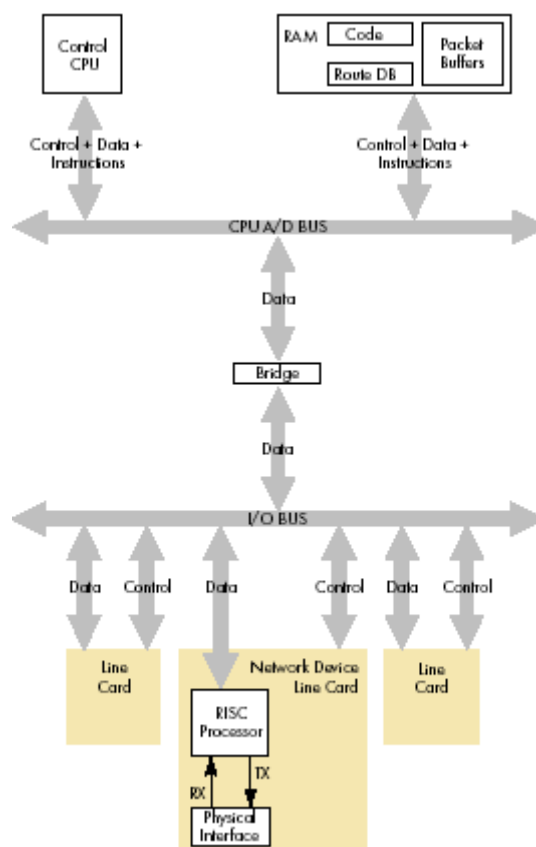 Control
CPU
RAM
Code
Route DB
Packet
Buffers
Control + Data +
Instructions
Control + Data +
Instructions
CPU A/D BUS
Data
Bridge
Data
I/O BUS
Data
Control
Data
Control
Data
Control
Line
Card
Network Device
Line Card
Line
Card
RISC
Processor
RX
TX
Physical
Interface